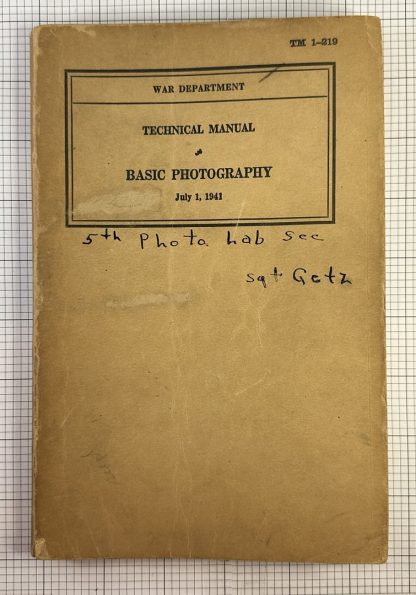 TM 1-219
WAR DEPARTMENT
TECHNICAL MANUAL
BASIC PHOTOGRAPHY
July 1, 1941
5th Photo Lab Sec
Sgt Getz